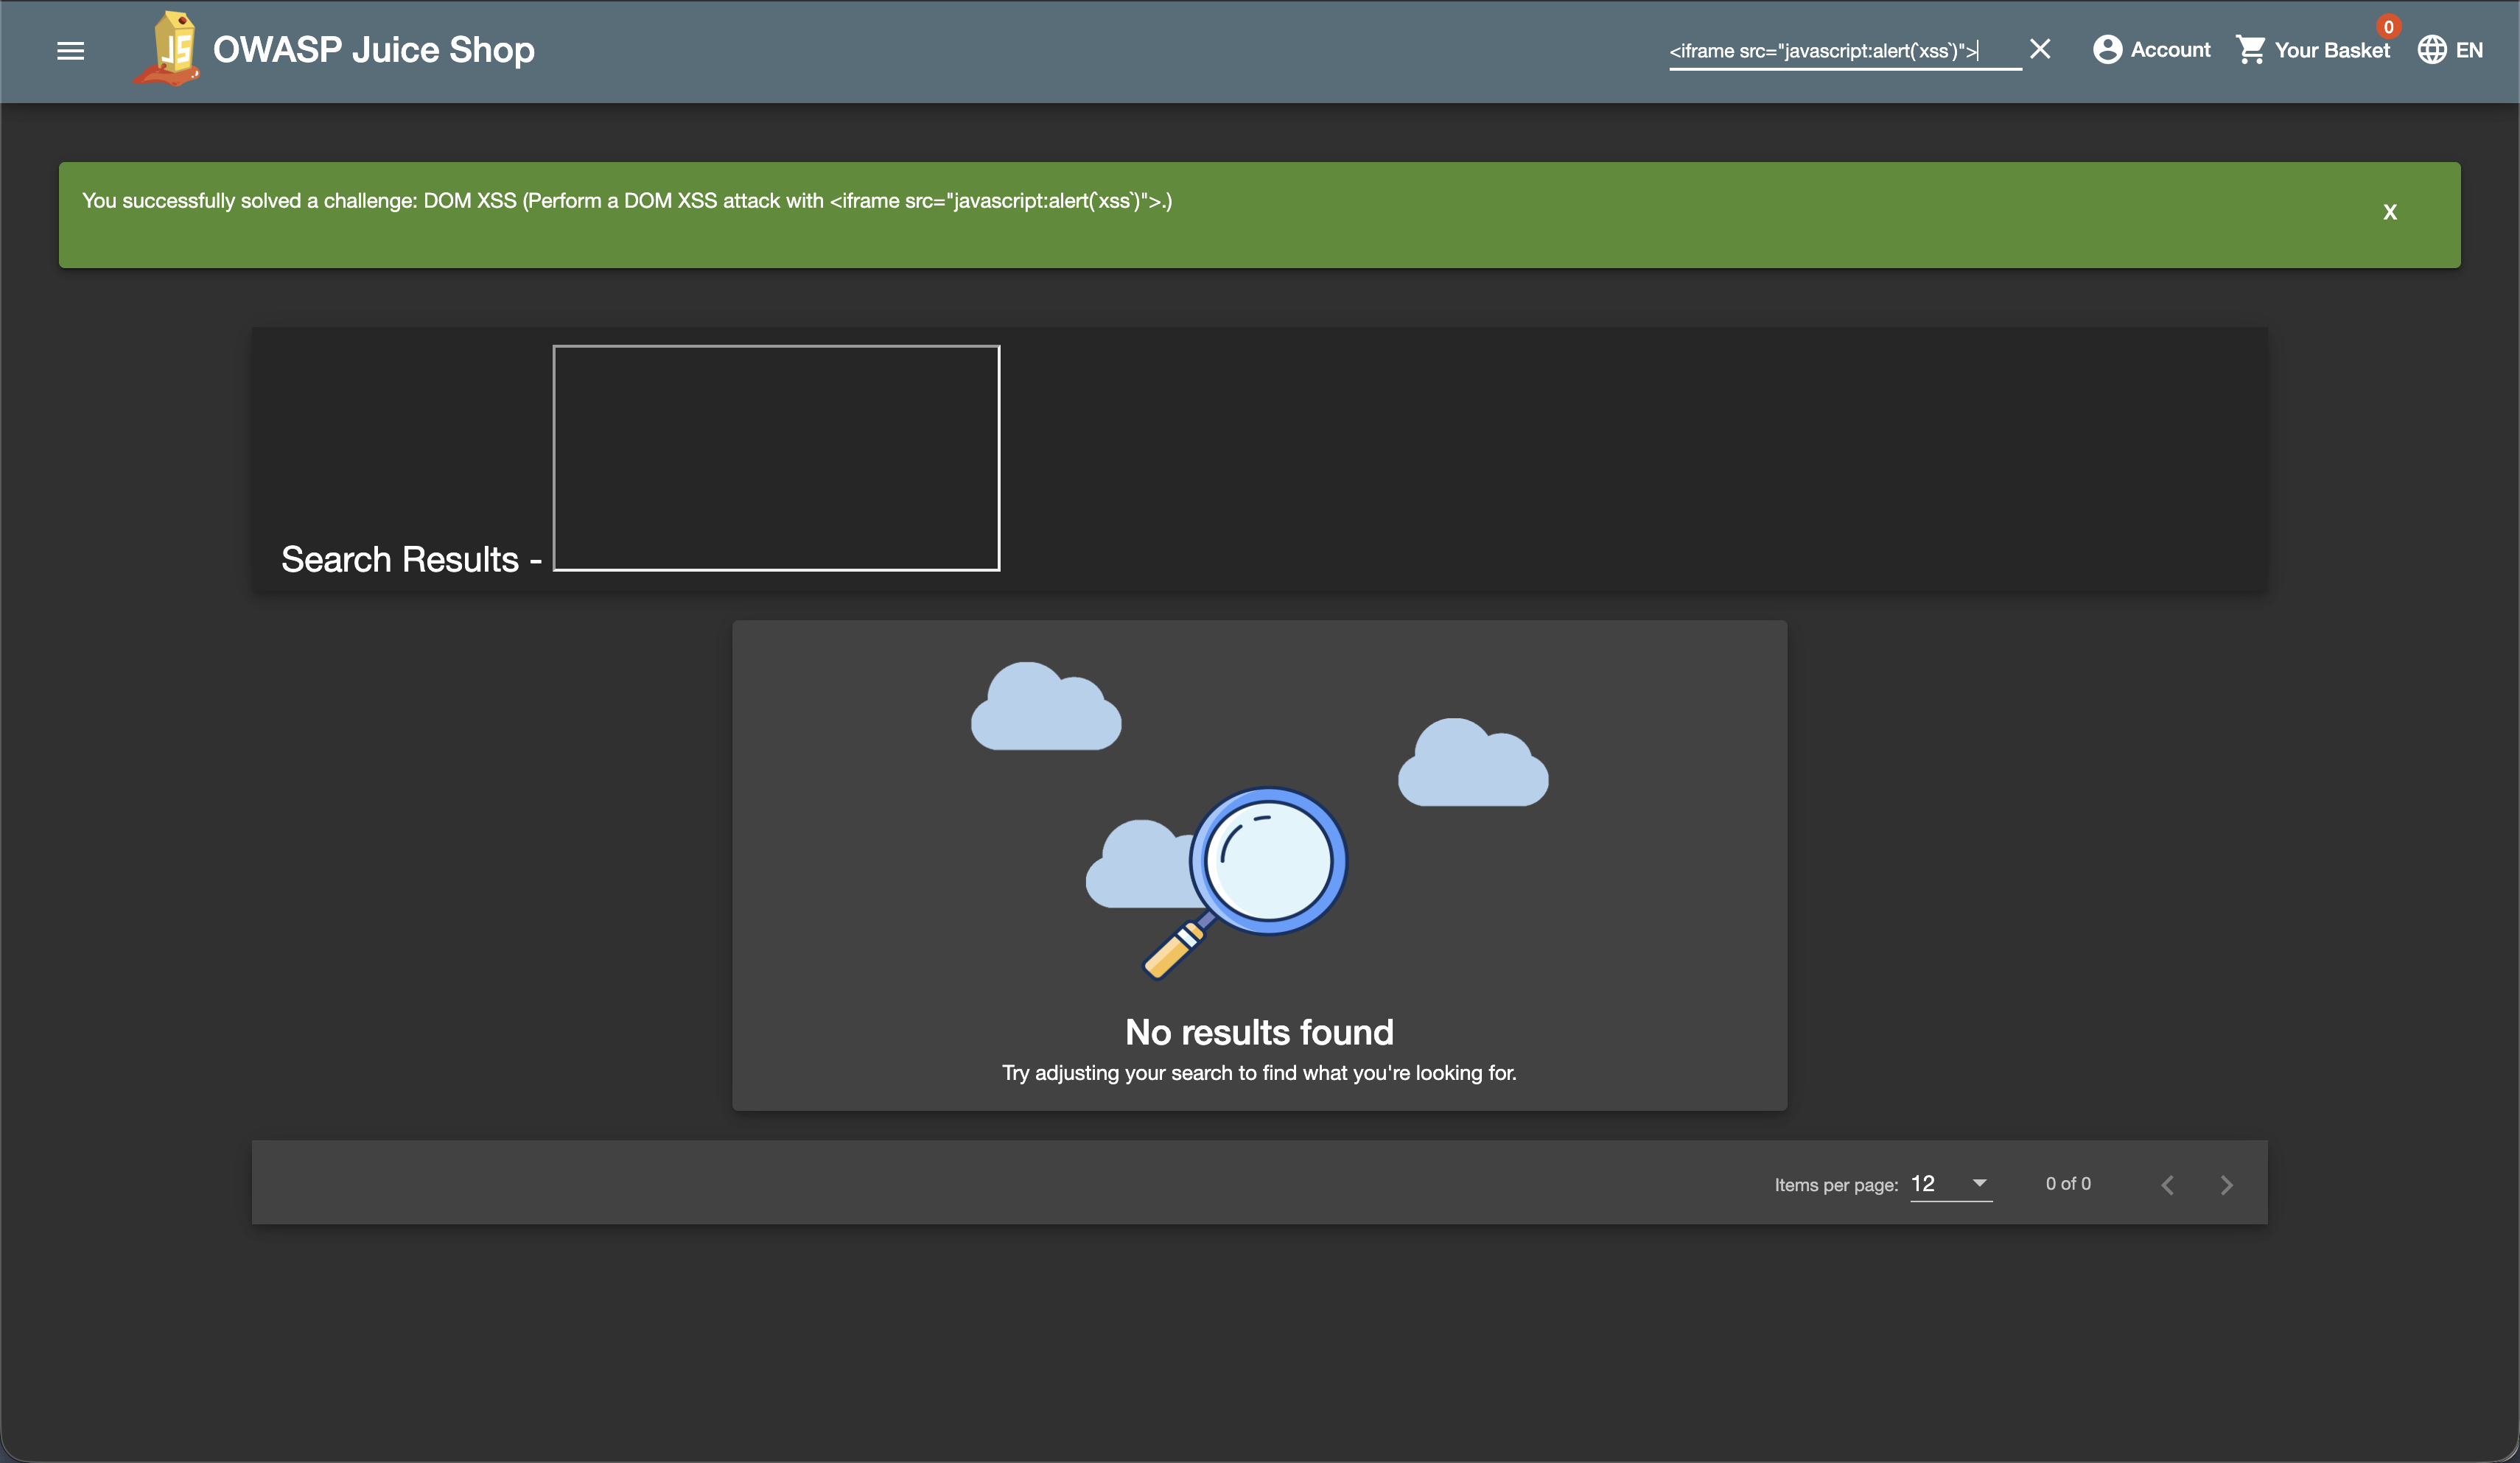 OWASP Juice Shop
<iframe src="javascript:alert(`xss`)">
Account
0
Your Basket
EN
You successfully solved a challenge: DOM XSS (Perform a DOM XSS attack with <iframe src="javascript:alert(`xss`)">.)
X
Search Results -
No results found
Try adjusting your search to find what you're looking for.
Items per page: 12
0 of 0